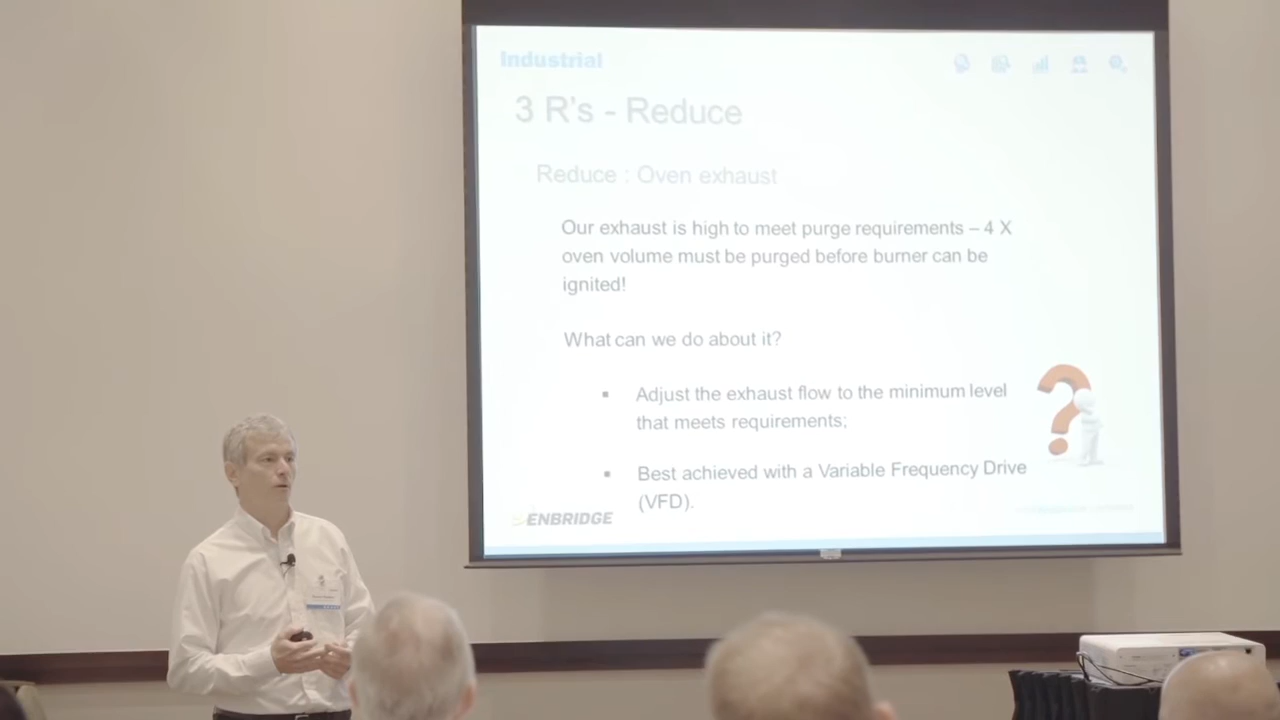 Industrial
3 R's - Reduce
Reduce : Oven exhaust
Our exhaust is high to meet purge requirements – 4 X
oven volume must be purged before burner can be
ignited!
What can we do about it?
▪ Adjust the exhaust flow to the minimum level
that meets requirements;
▪ Best achieved with a Variable Frequency Drive
(VFD).
ENBRIDGE